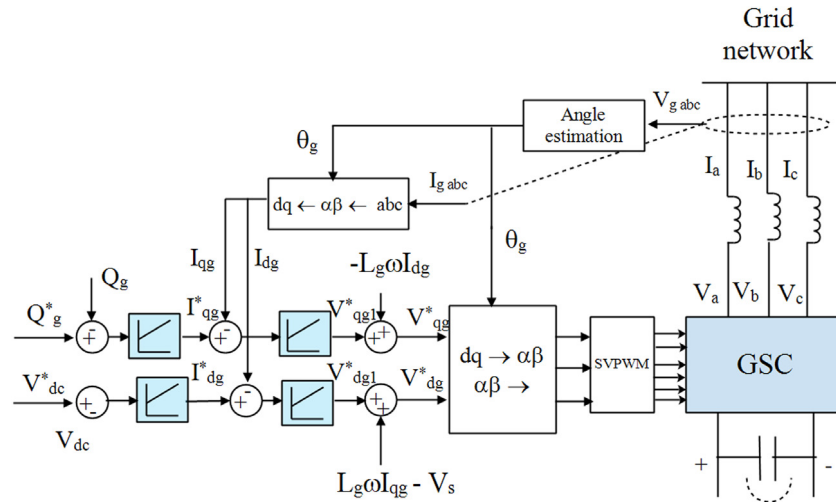 Grid
network
V g abc
Angle
estimation
θg
I g abc
Ia
Ib
Ic
dq ← αβ ← abc
θg
Iqg
Idg
-LgωIdg
Qg
Va
Vb
Vc
Q*g
+
-
I*qg
+
-
V*qg1
+
+
V*qg
dq → αβ
αβ →
SVPWM
GSC
V*dc
+
-
I*dg
+
-
V*dg1
+
+
V*dg
Vdc
+
-
LgωIqg - Vs